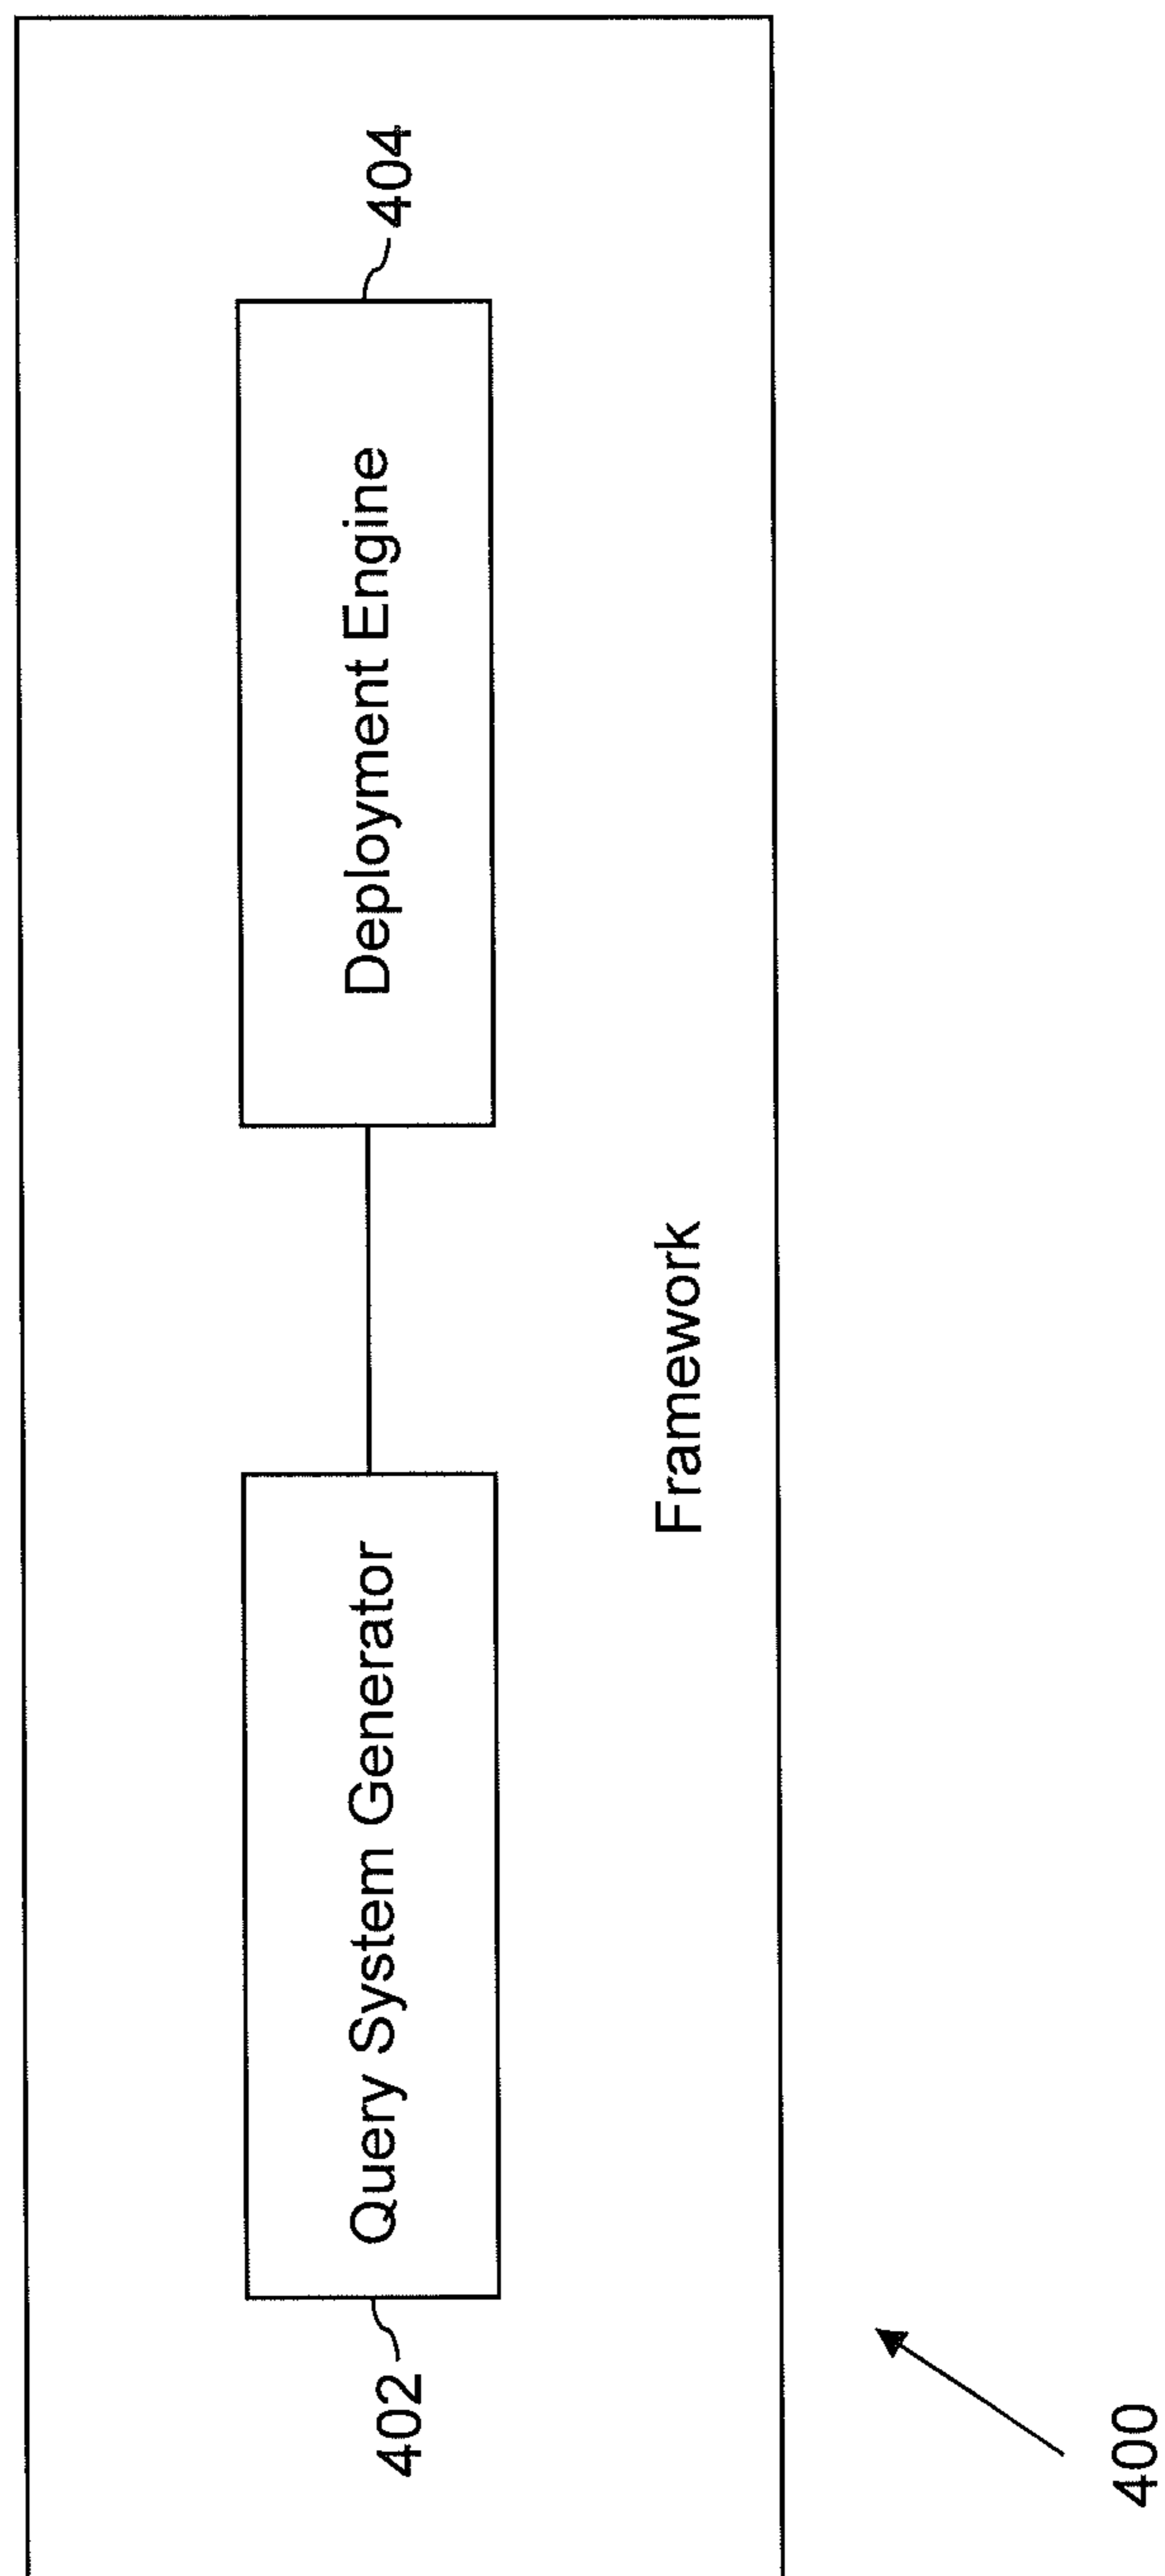 402
Query System Generator
Deployment Engine
404
Framework
400